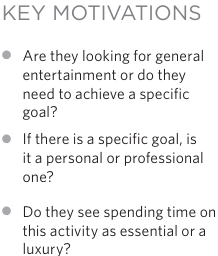 KEY MOTIVATIONS
Are they looking for general
entertainment or do they
need to achieve a specific
goal?
If there is a specific goal, is
it a personal or professional
one?
Do they see spending time on
this activity as essential or a
luxury?